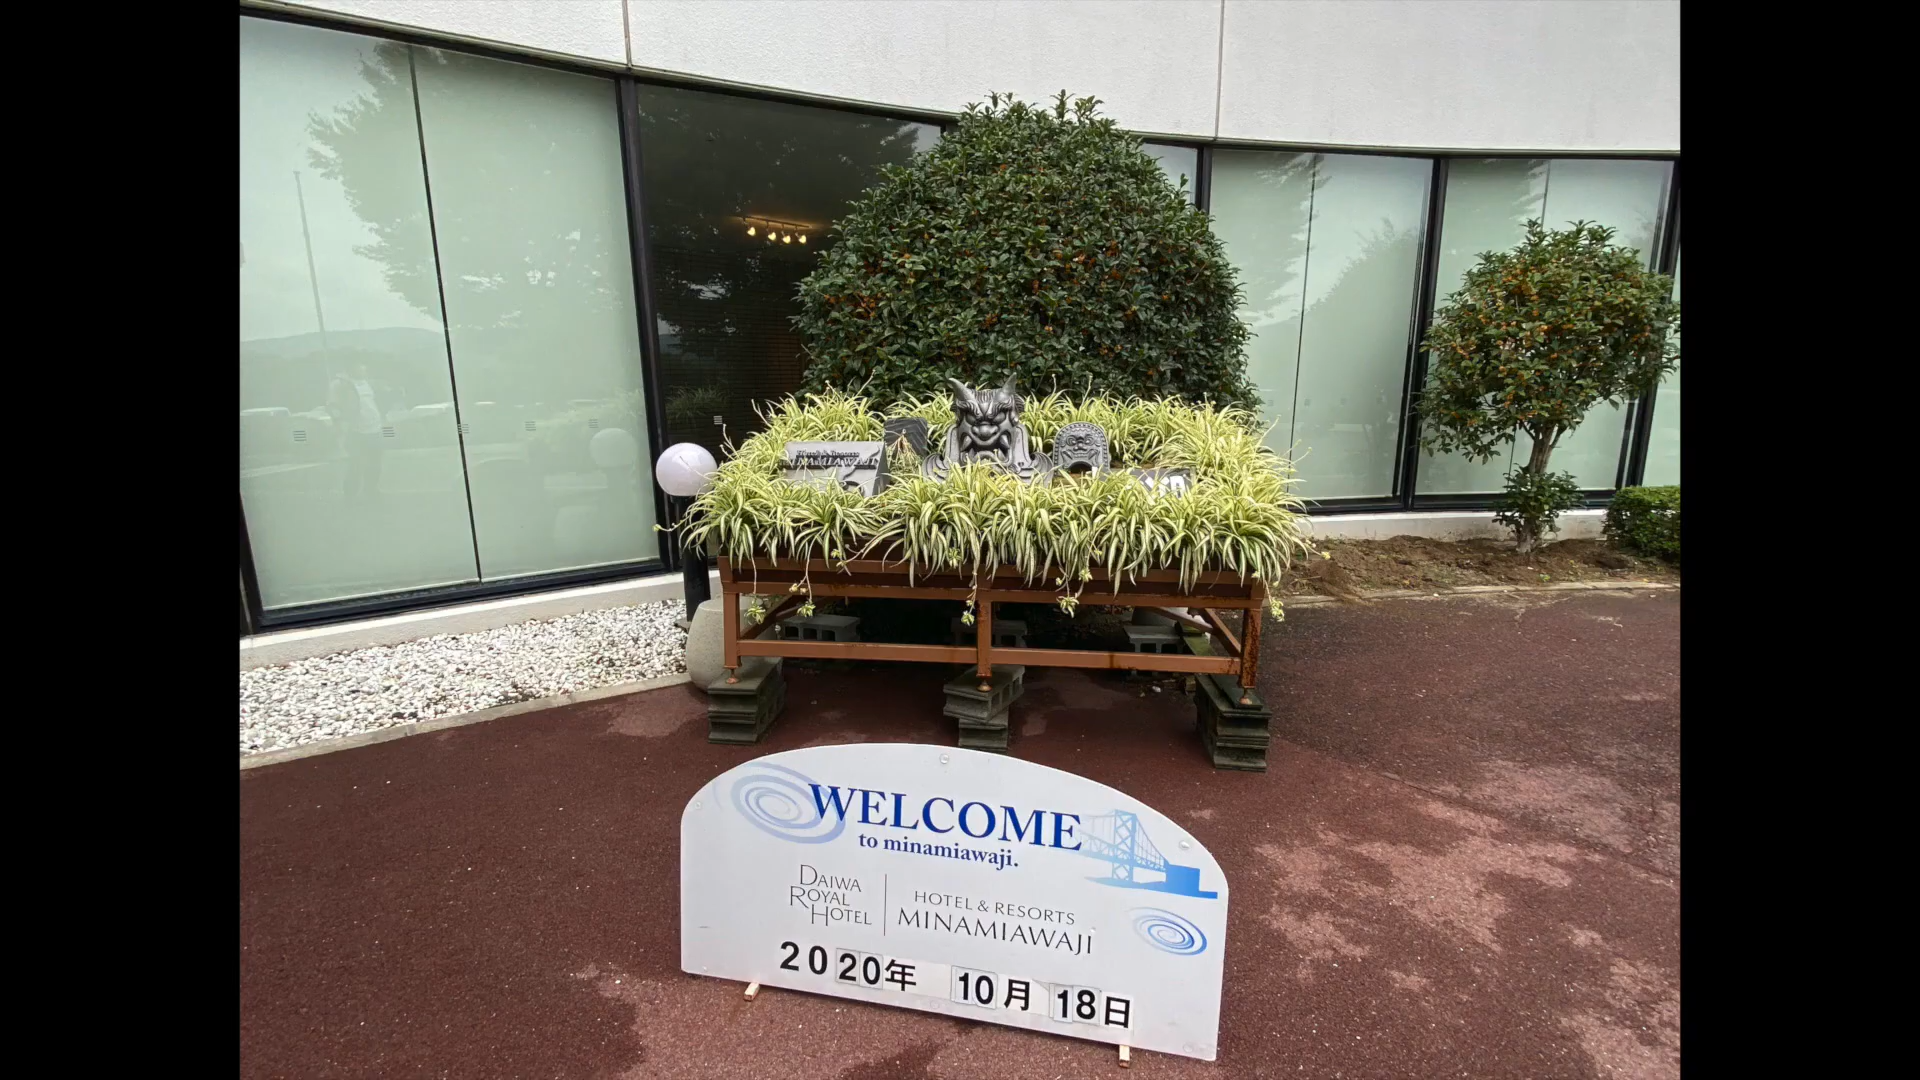 MINAMIAWAJI
WELCOME
to minamiawaji.
DAIWA
ROYAL
HOTEL
HOTEL & RESORTS
MINAMIAWAJI
2020年 10月 18日